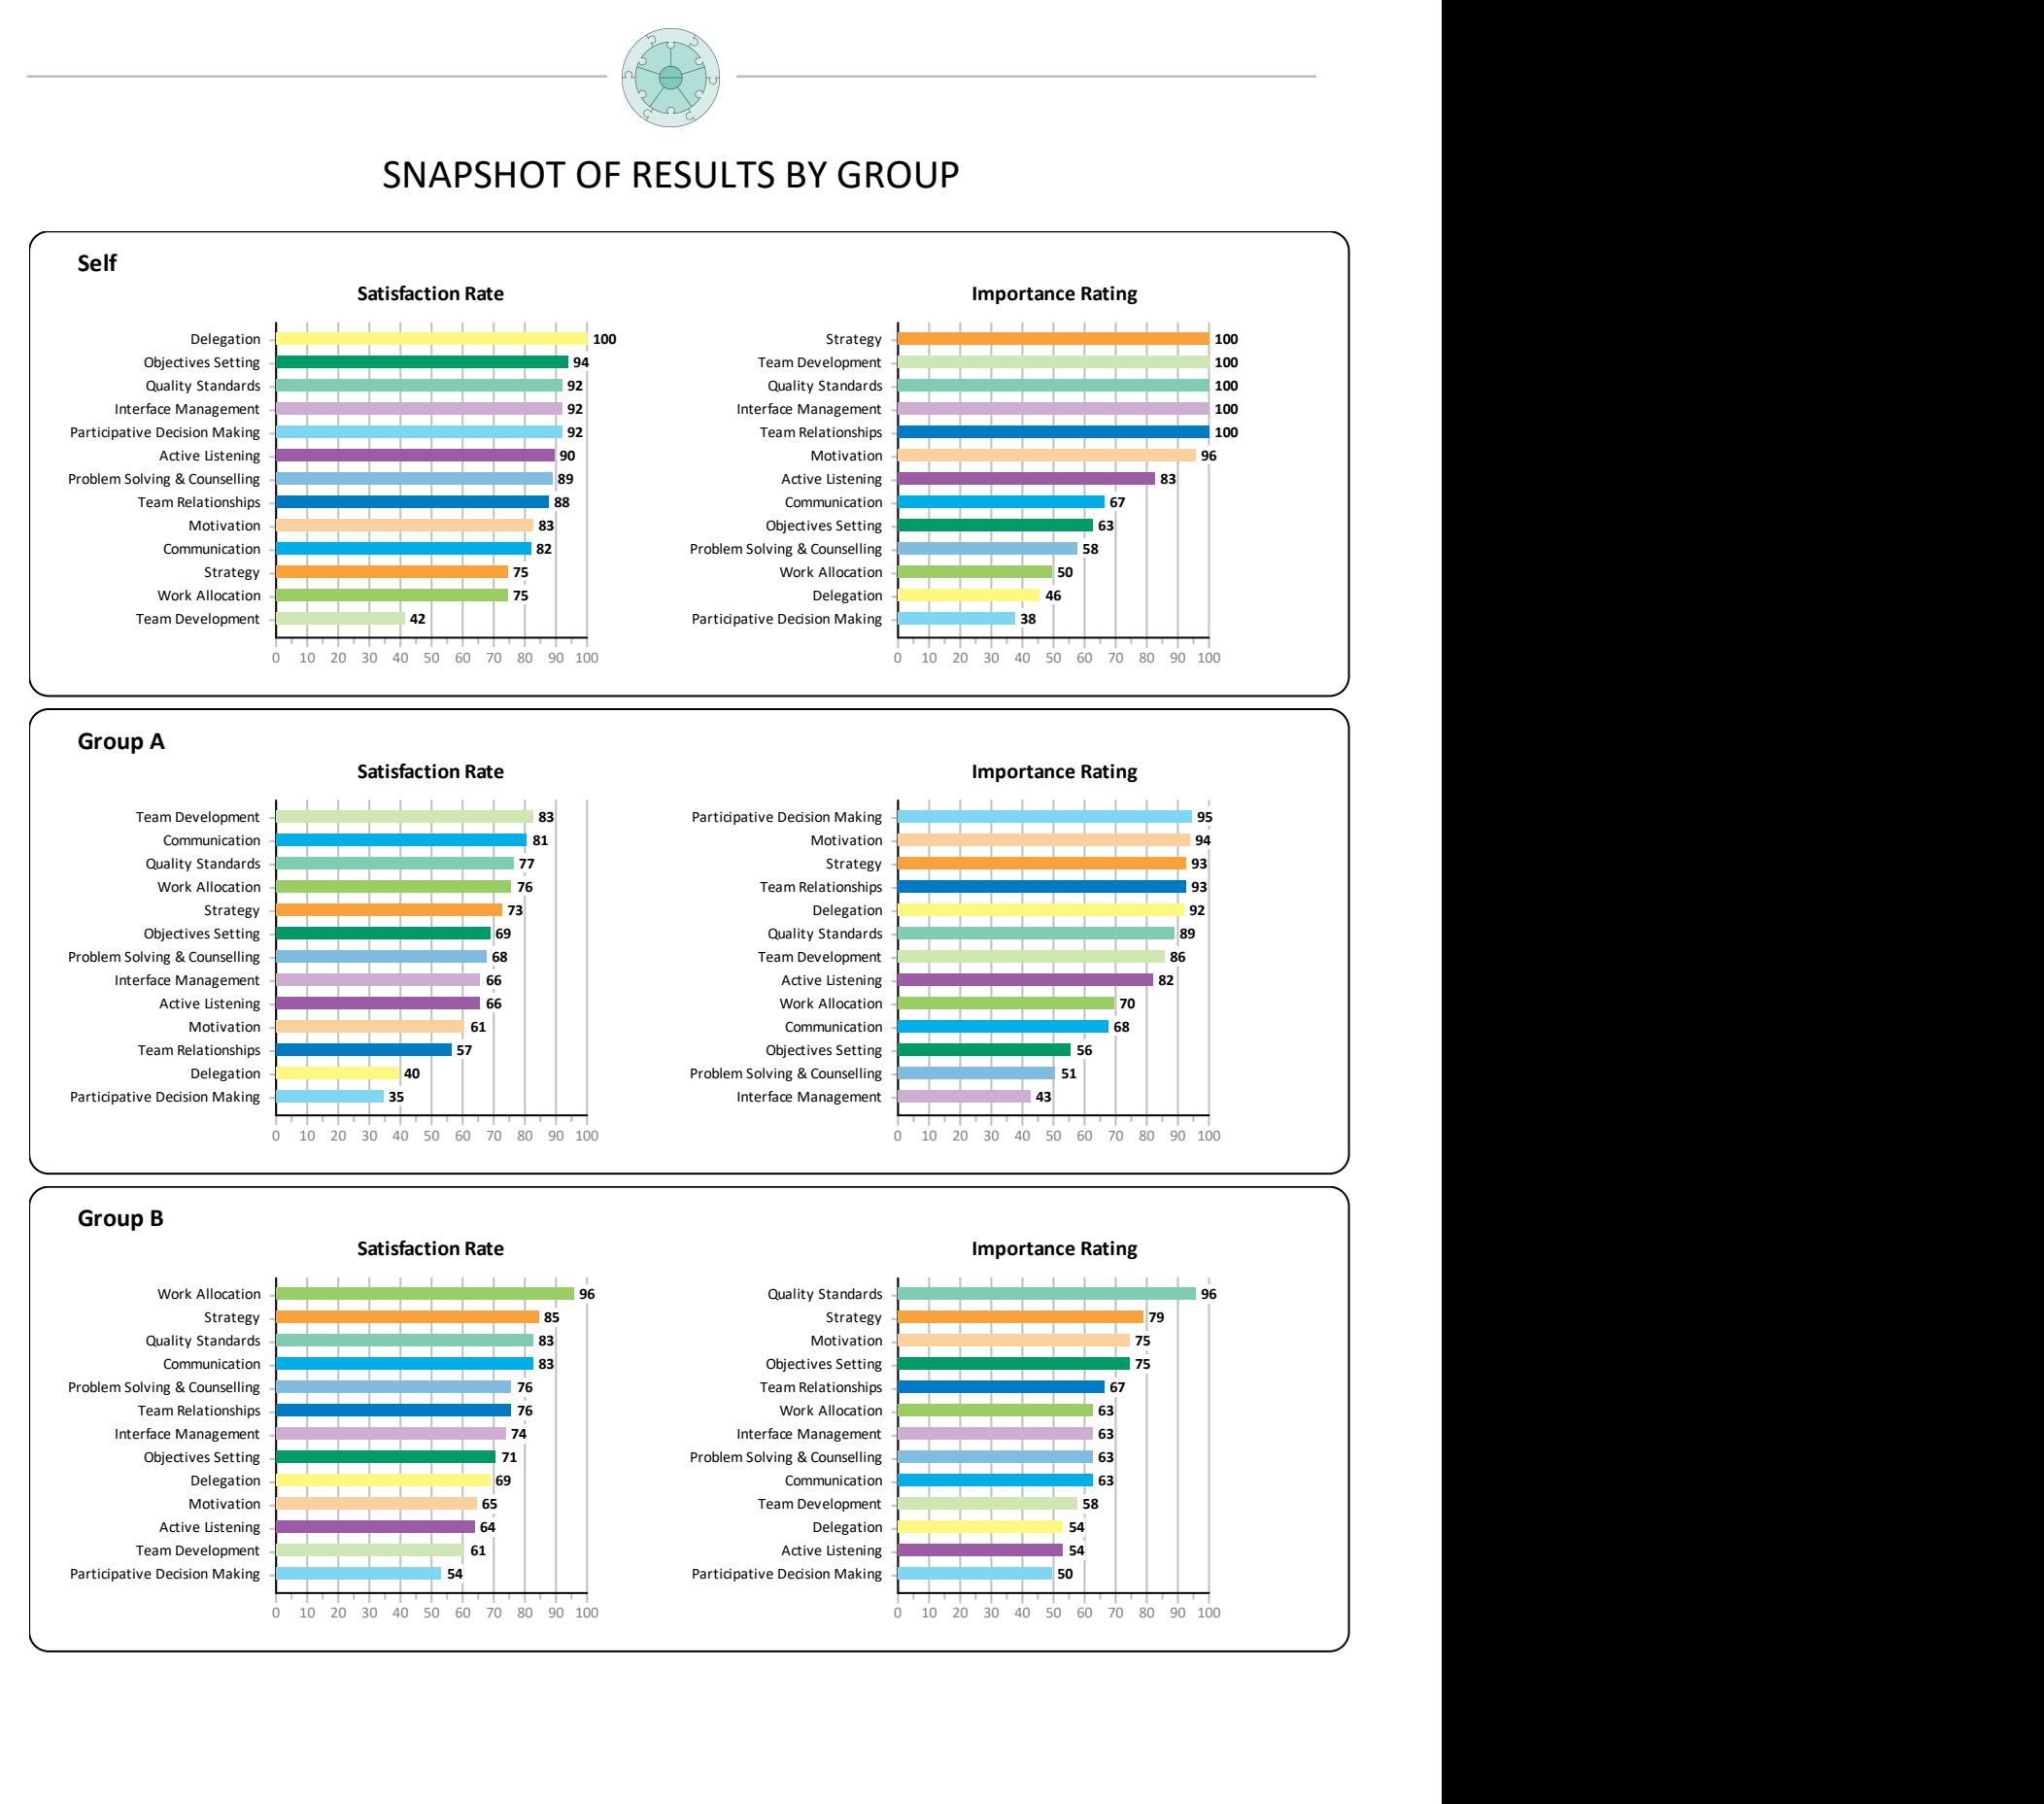 SNAPSHOT OF RESULTS BY GROUP
Self
Satisfaction Rate
Delegation 100
Objectives Setting 94
Quality Standards 92
Interface Management 92
Participative Decision Making 92
Active Listening 90
Problem Solving & Counselling 89
Team Relationships 88
Motivation 83
Communication 82
Strategy 75
Work Allocation 75
Team Development 42
0 10 20 30 40 50 60 70 80 90 100
Importance Rating
Strategy 100
Team Development 100
Quality Standards 100
Interface Management 100
Team Relationships 100
Motivation 96
Active Listening 83
Communication 67
Objectives Setting 63
Problem Solving & Counselling 58
Work Allocation 50
Delegation 46
Participative Decision Making 38
0 10 20 30 40 50 60 70 80 90 100
Group A
Satisfaction Rate
Team Development 83
Communication 81
Quality Standards 77
Work Allocation 76
Strategy 73
Objectives Setting 69
Problem Solving & Counselling 68
Interface Management 66
Active Listening 66
Motivation 61
Team Relationships 57
Delegation 40
Participative Decision Making 35
0 10 20 30 40 50 60 70 80 90 100
Importance Rating
Participative Decision Making 95
Motivation 94
Strategy 93
Team Relationships 93
Delegation 92
Quality Standards 89
Team Development 86
Active Listening 82
Work Allocation 70
Communication 68
Objectives Setting 56
Problem Solving & Counselling 51
Interface Management 43
0 10 20 30 40 50 60 70 80 90 100
Group B
Satisfaction Rate
Work Allocation 96
Strategy 85
Quality Standards 83
Communication 83
Problem Solving & Counselling 76
Team Relationships 76
Interface Management 74
Objectives Setting 71
Delegation 69
Motivation 65
Active Listening 64
Team Development 61
Participative Decision Making 54
0 10 20 30 40 50 60 70 80 90 100
Importance Rating
Quality Standards 96
Strategy 79
Motivation 75
Objectives Setting 75
Team Relationships 67
Work Allocation 63
Interface Management 63
Problem Solving & Counselling 63
Communication 63
Team Development 58
Delegation 54
Active Listening 54
Participative Decision Making 50
0 10 20 30 40 50 60 70 80 90 100